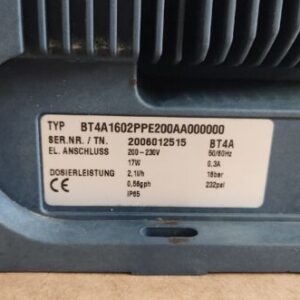 TYP BT4A1602PPE200AA000000
SER.NR. / TN. 2006012515 BT4A
EL. ANSCHLUSS 200-230V 50/60Hz
17W 0,3A
DOSIERLEISTUNG 2,1l/h 16bar
CE 0,56gph 232psi
IP65